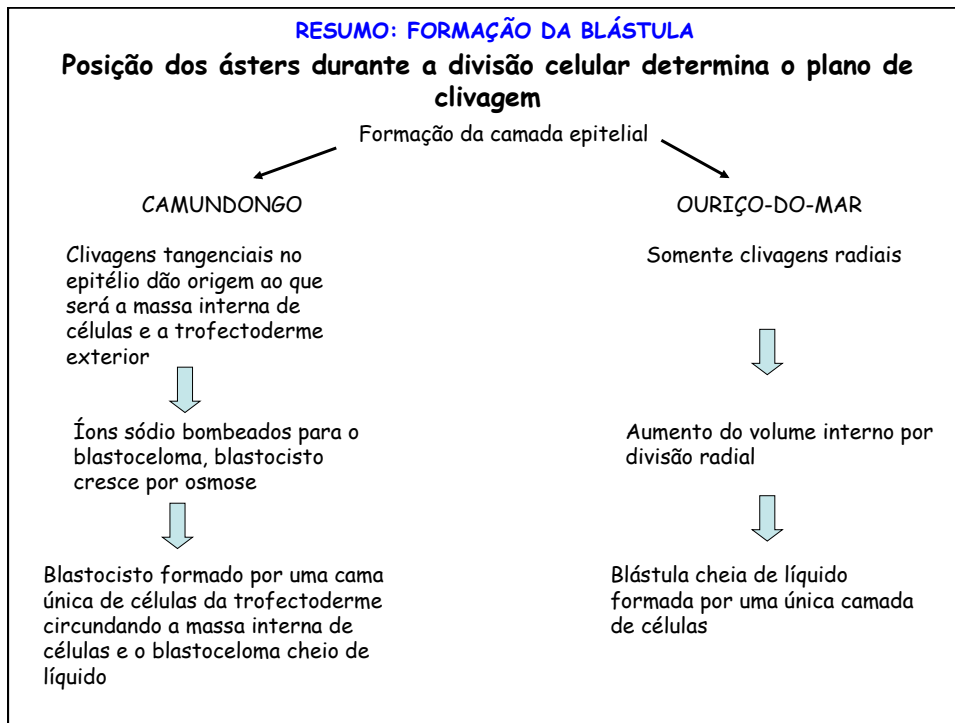 RESUMO: FORMAÇÃO DA BLÁSTULA
Posição dos ásters durante a divisão celular determina o plano de
clivagem
Formação da camada epitelial
CAMUNDONGO
Clivagens tangenciais no
epitélio dão origem ao que
será a massa interna de
células e a trofectoderme
exterior
Íons sódio bombeados para o
blastoceloma, blastocisto
cresce por osmose
Blastocisto formado por uma cama
única de células da trofectoderme
circundando a massa interna de
células e o blastoceloma cheio de
líquido
OURIÇO-DO-MAR
Somente clivagens radiais
Aumento do volume interno por
divisão radial
Blástula cheia de líquido
formada por uma única camada
de células